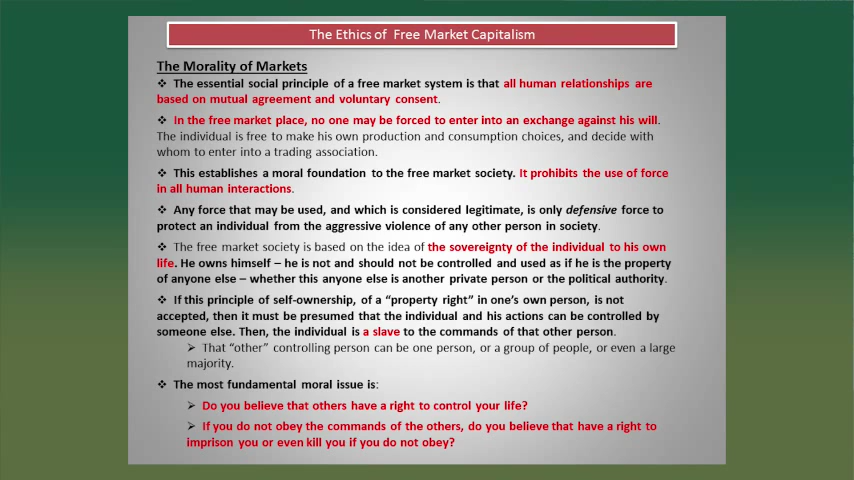 The Ethics of Free Market Capitalism
The Morality of Markets
❖ The essential social principle of a free market system is that all human relationships are
based on mutual agreement and voluntary consent.
❖ In the free market place, no one may be forced to enter into an exchange against his will.
The individual is free to make his own production and consumption choices, and decide with
whom to enter into a trading association.
❖ This establishes a moral foundation to the free market society. It prohibits the use of force
in all human interactions.
❖ Any force that may be used, and which is considered legitimate, is only defensive force to
protect an individual from the aggressive violence of any other person in society.
❖ The free market society is based on the idea of the sovereignty of the individual to his own
life. He owns himself – he is not and should not be controlled and used as if he is the property
of anyone else – whether this anyone else is another private person or the political authority.
❖ If this principle of self-ownership, of a “property right” in one’s own person, is not
accepted, then it must be presumed that the individual and his actions can be controlled by
someone else. Then, the individual is a slave to the commands of that other person.
➢ That “other” controlling person can be one person, or a group of people, or even a large
majority.
❖ The most fundamental moral issue is:
➢ Do you believe that others have a right to control your life?
➢ If you do not obey the commands of the others, do you believe that have a right to
imprison you or even kill you if you do not obey?